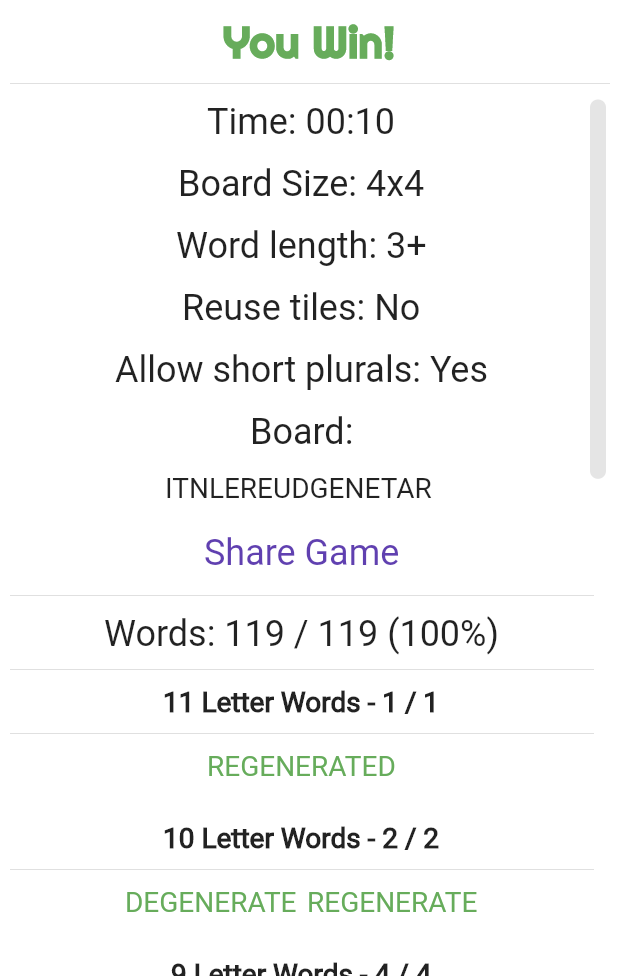 You Win!
Time: 00:10
Board Size: 4x4
Word length: 3+
Reuse tiles: No
Allow short plurals: Yes
Board:
ITNLEREUDGENETAR
Share Game
Words: 119 / 119 (100%)
11 Letter Words - 1 / 1
REGENERATED
10 Letter Words - 2 / 2
DEGENERATE REGENERATE
9 Letter Words - 4 / 4